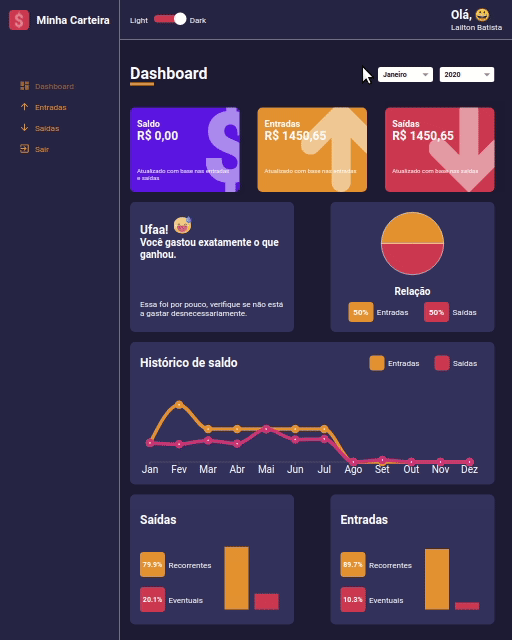 Minha Carteira
Light
Dark
Olá, 😀
Lailton Batista
Dashboard
Entradas
Saídas
Sair
Dashboard
Janeiro
2020
Saldo
R$ 0,00
Atualizado com base nas entradas
e saídas
Entradas
R$ 1450,65
Atualizado com base nas entradas
Saídas
R$ 1450,65
Atualizado com base nas saídas
Ufaa! 😅
Você gastou exatamente o que
ganhou.
Essa foi por pouco, verifique se não está
a gastar desnecessariamente.
Relação
50% Entradas
50% Saídas
Histórico de saldo
Entradas
Saídas
Jan Fev Mar Abr Mai Jun Jul Ago Set Out Nov Dez
Saídas
79.9% Recorrentes
20.1% Eventuais
Entradas
89.7% Recorrentes
10.3% Eventuais